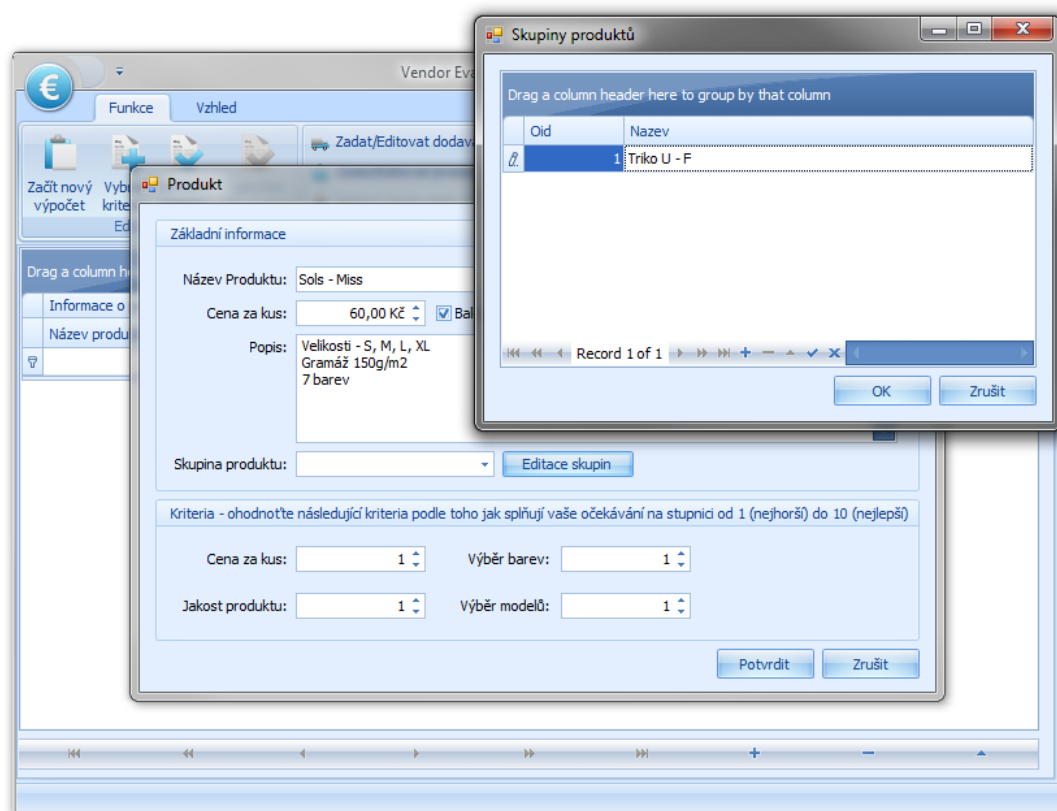 Skupiny produktů
Drag a column header here to group by that column
Oid Nazev
1 Triko U - F
Record 1 of 1
OK Zrušit
Vendor Eva
Funkce Vzhled
Zadat/Editovat dodava
Začít nový
výpočet
Drag a column h
Informace o
Název produ
Produkt
Základní informace
Název Produktu: Sols - Miss
Cena za kus: 60,00 Kč Bal
Popis: Velikosti - S, M, L, XL
Gramáž 150g/m2
7 barev
Skupina produktu: Editace skupin
Kriteria - ohodnoťte následující kriteria podle toho jak splňují vaše očekávání na stupnici od 1 (nejhorší) do 10 (nejlepší)
Cena za kus: 1 Výběr barev: 1
Jakost produktu: 1 Výběr modelů: 1
Potvrdit Zrušit